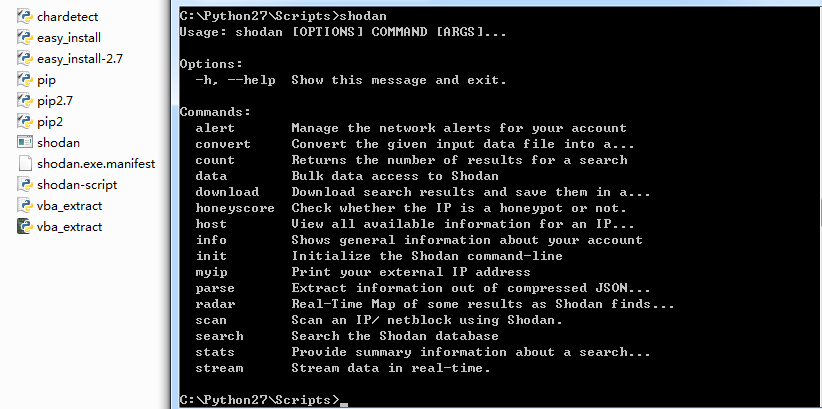 chardetect
easy_install
easy_install-2.7
pip
pip2.7
pip2
shodan
shodan.exe.manifest
shodan-script
vba_extract
vba_extract
C:\Python27\Scripts>shodan
Usage: shodan [OPTIONS] COMMAND [ARGS]...
Options:
-h, --help  Show this message and exit.
Commands:
alert       Manage the network alerts for your account
convert     Convert the given input data file into a...
count       Returns the number of results for a search
data        Bulk data access to Shodan
download    Download search results and save them in a...
honeyscore  Check whether the IP is a honeypot or not.
host        View all available information for an IP...
info        Shows general information about your account
init        Initialize the Shodan command-line
myip        Print your external IP address
parse       Extract information out of compressed JSON...
radar       Real-Time Map of some results as Shodan finds...
scan        Scan an IP/ netblock using Shodan.
search      Search the Shodan database
stats       Provide summary information about a search...
stream      Stream data in real-time.
C:\Python27\Scripts>_